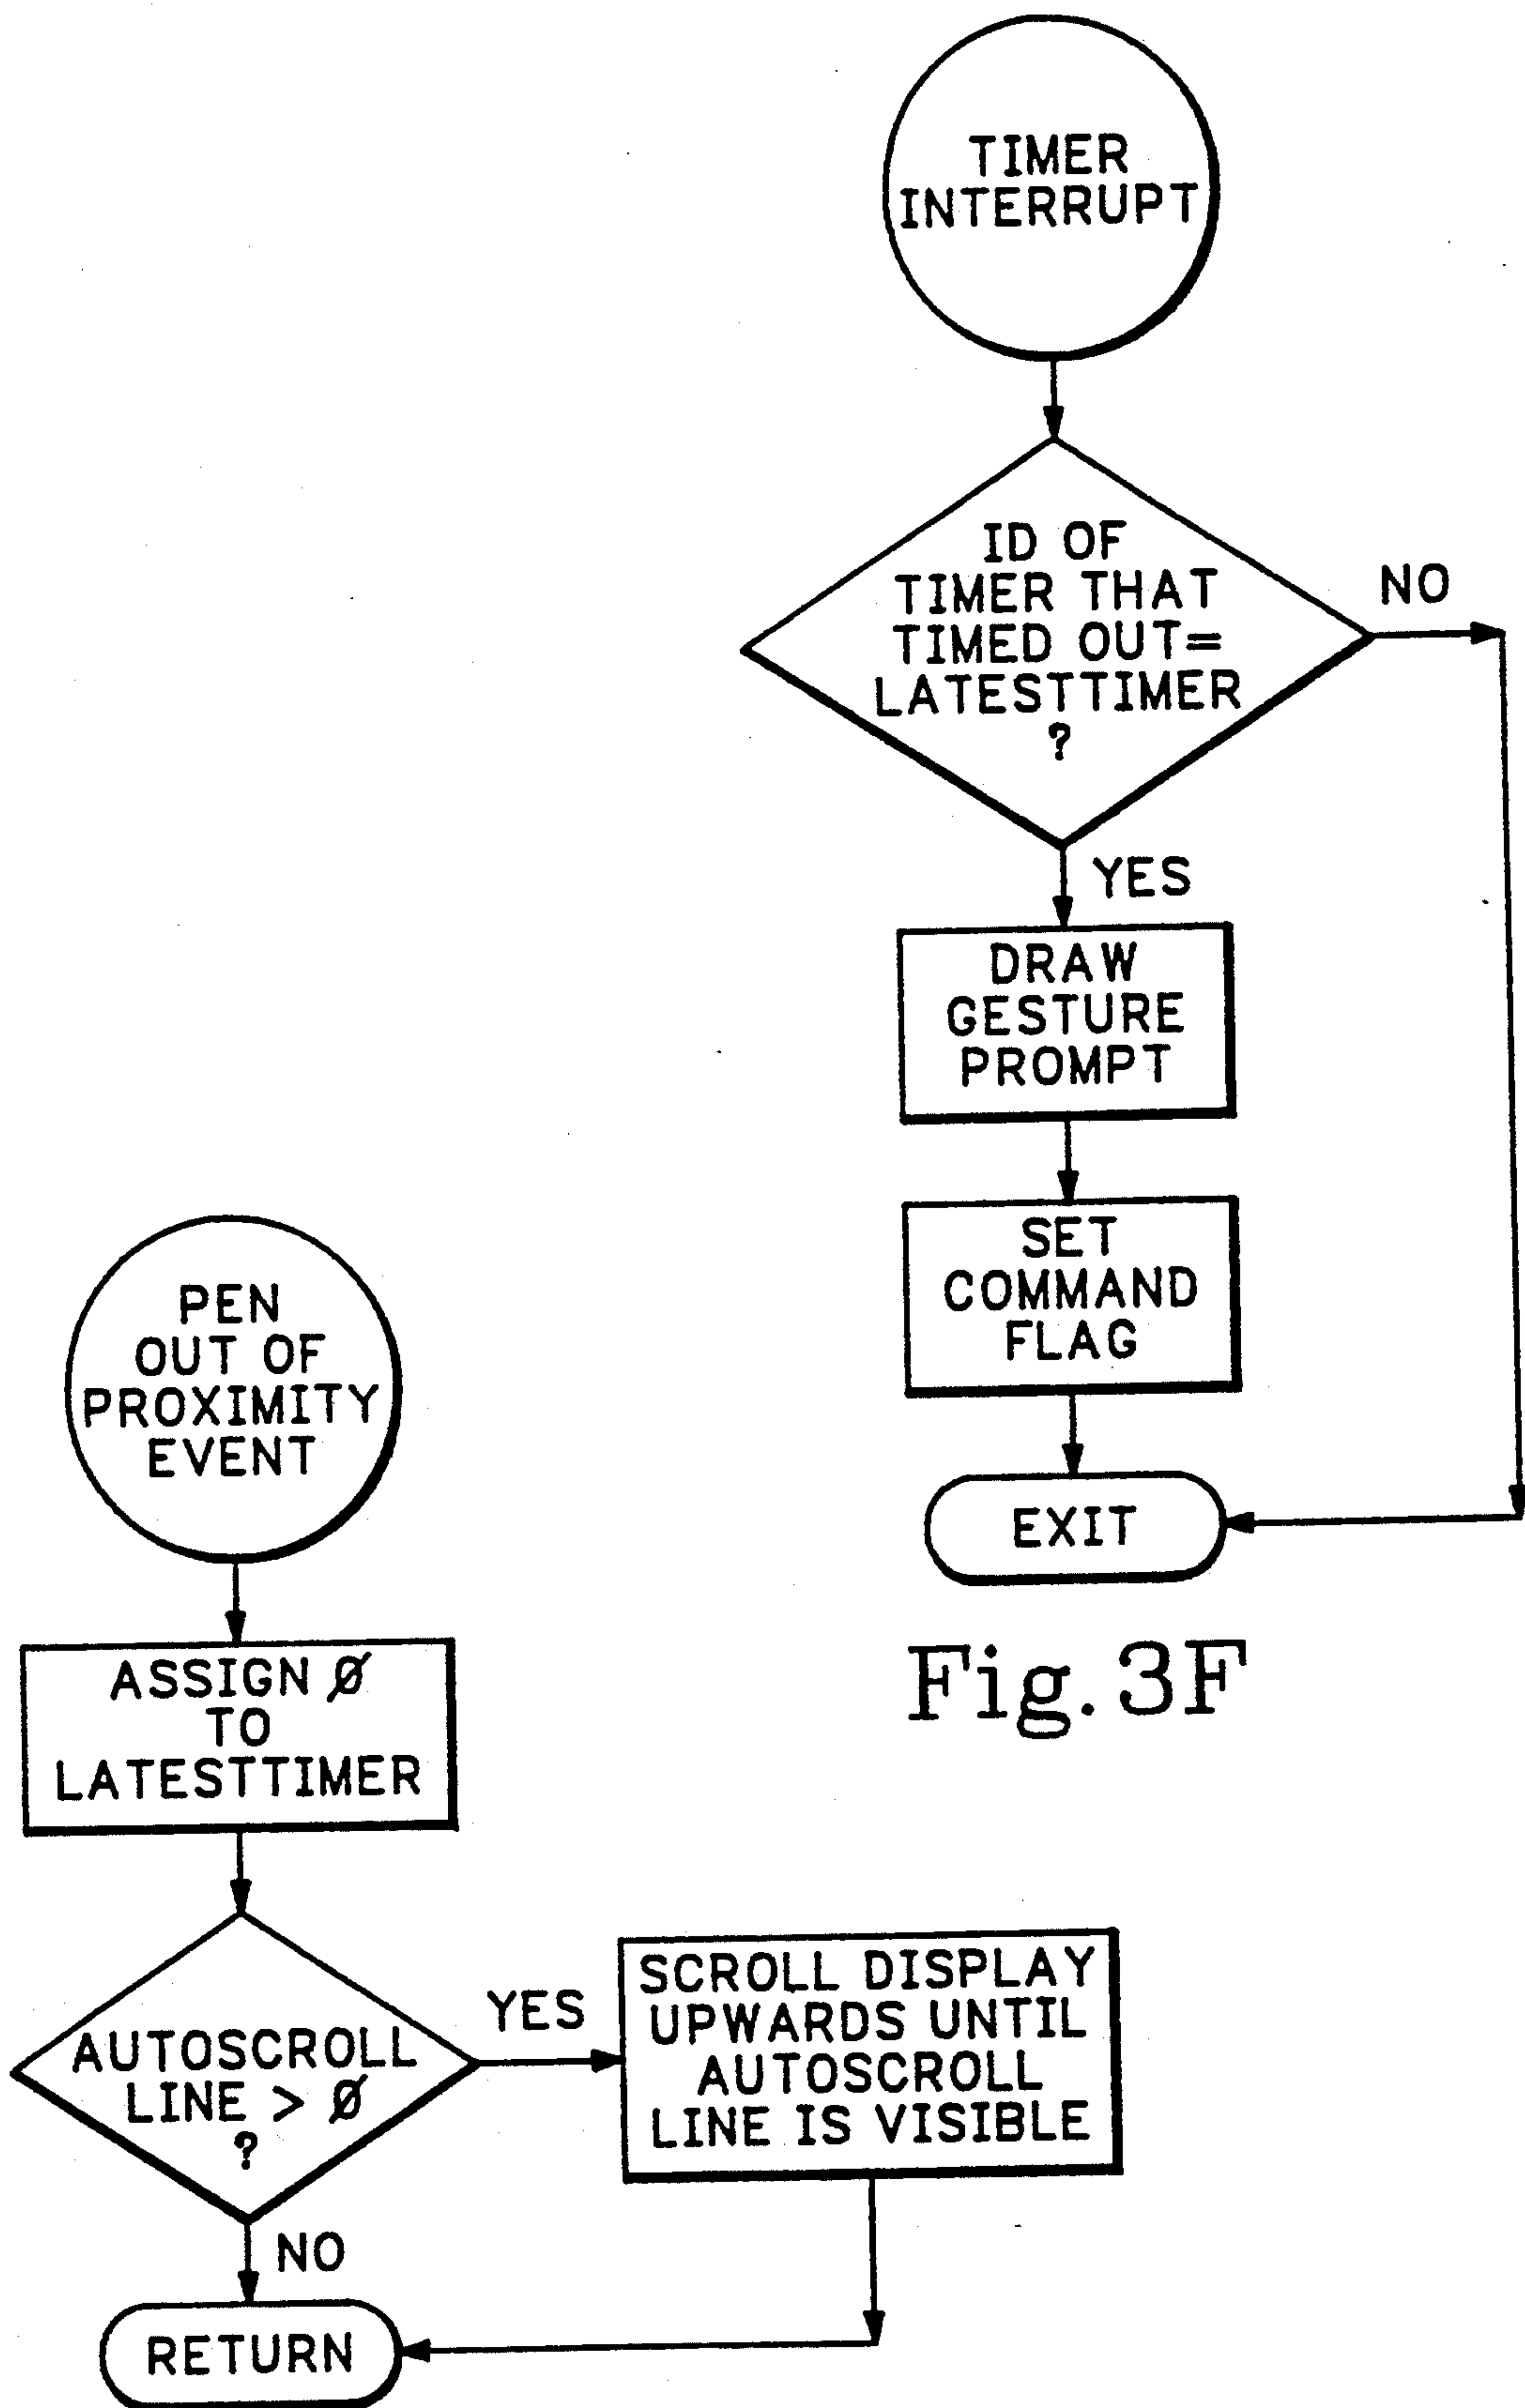 TIMER
INTERRUPT
ID OF
TIMER THAT
TIMED OUT=
LATESTTIMER
?
NO
YES
DRAW
GESTURE
PROMPT
SET
COMMAND
FLAG
EXIT
Fig. 3F
PEN
OUT OF
PROXIMITY
EVENT
ASSIGN Ø
TO
LATESTTIMER
AUTOSCROLL
LINE > Ø
?
YES
SCROLL DISPLAY
UPWARDS UNTIL
AUTOSCROLL
LINE IS VISIBLE
NO
RETURN